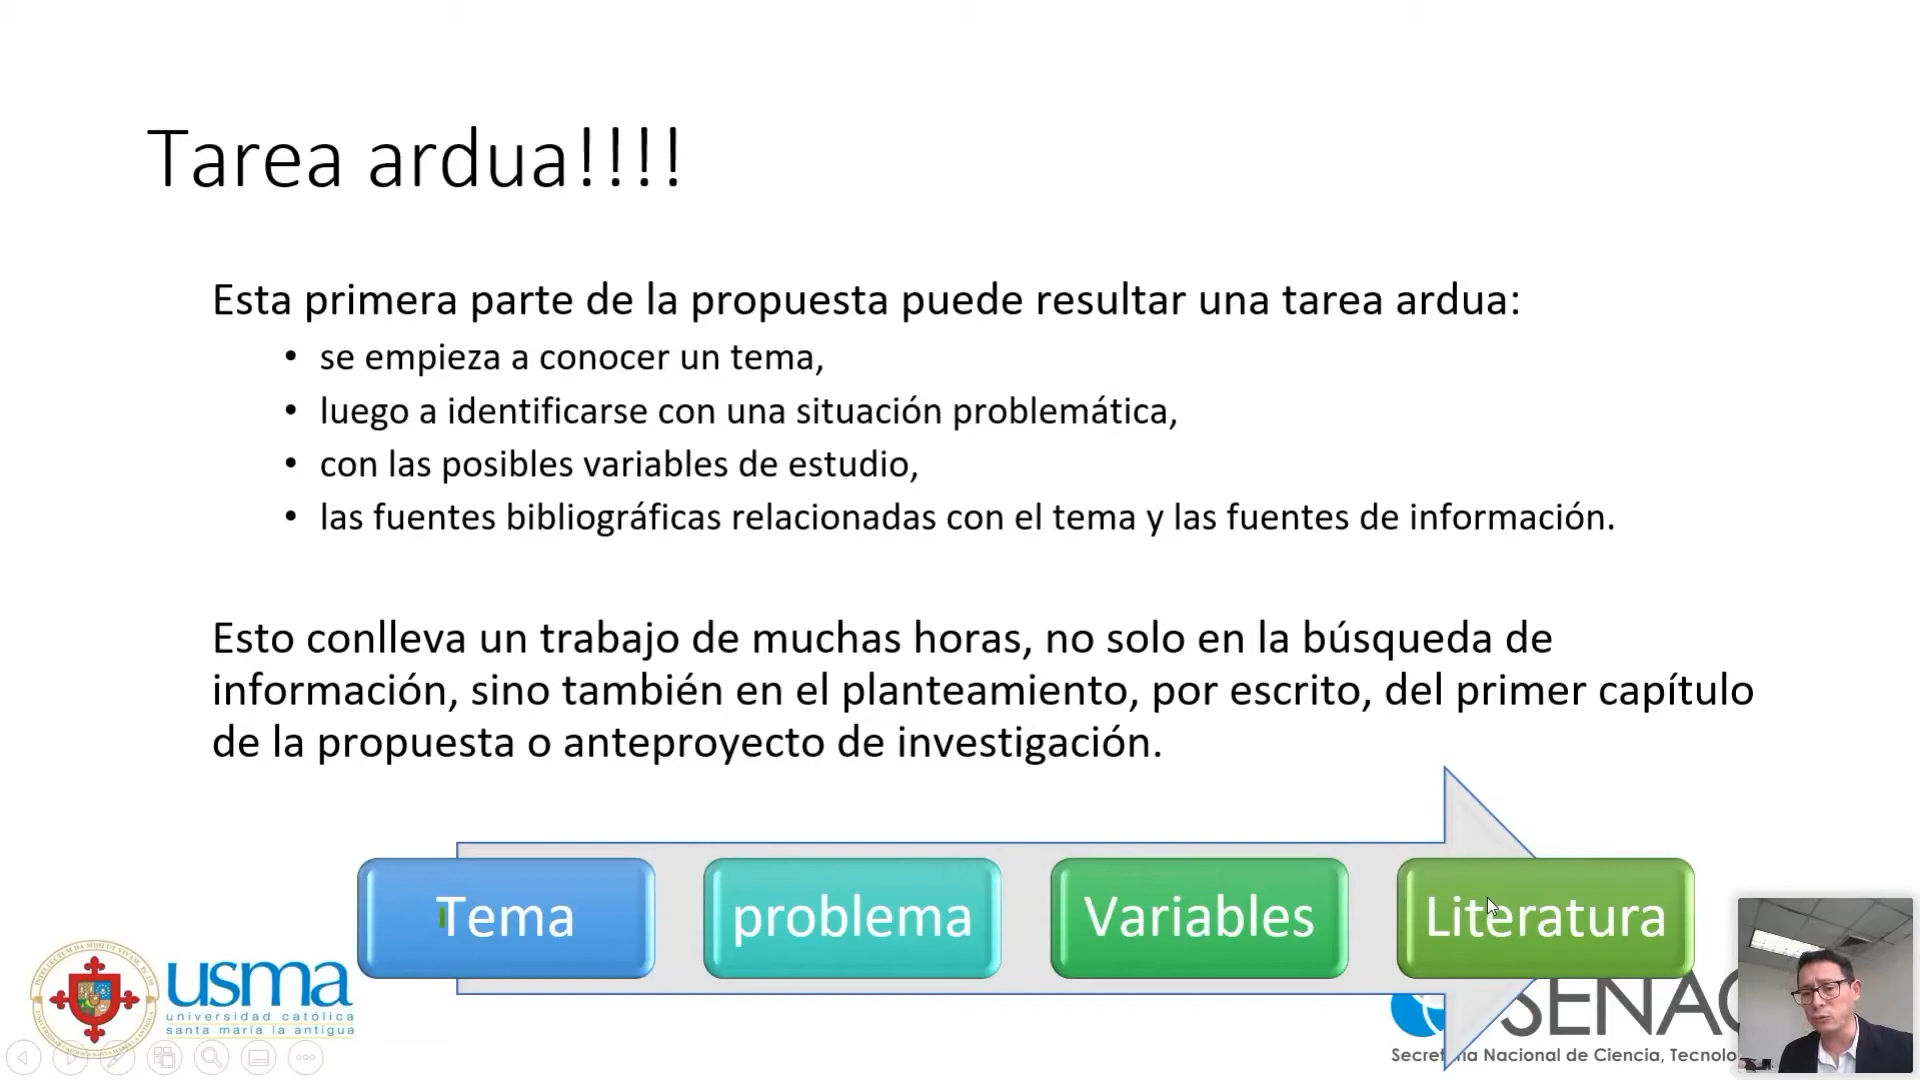 Tarea ardua!!!!
Esta primera parte de la propuesta puede resultar una tarea ardua:
• se empieza a conocer un tema,
• luego a identificarse con una situación problemática,
• con las posibles variables de estudio,
• las fuentes bibliográficas relacionadas con el tema y las fuentes de información.
Esto conlleva un trabajo de muchas horas, no solo en la búsqueda de
información, sino también en el planteamiento, por escrito, del primer capítulo
de la propuesta o anteproyecto de investigación.
Tema
problema
Variables
Literatura
usma
universidad católica
santa maría la antigua
SENAC
Nacional de Ciencia,